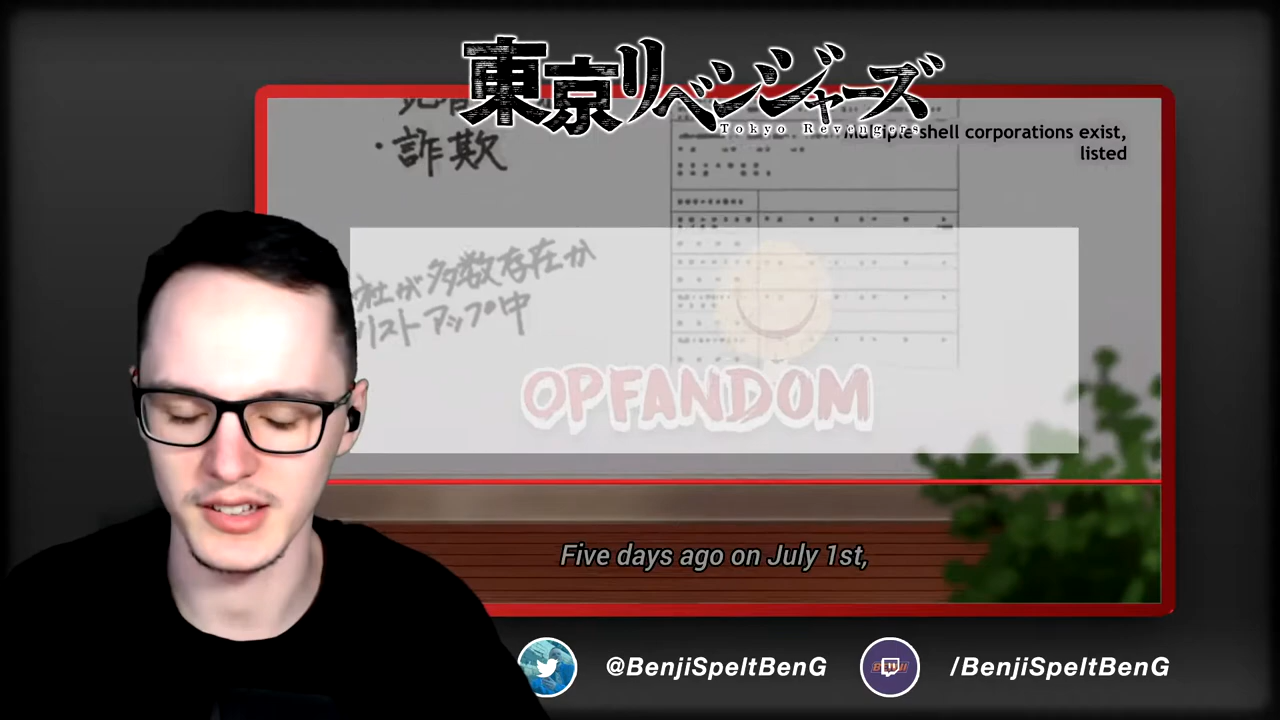 東京リベンジャーズ
Tokyo Revengers
Multiple shell corporations exist,
listed
・詐欺
社が多数存在か
リストアップ中
OPFANDOM
Five days ago on July 1st,
@BenjiSpeltBenG
BENJI
/BenjiSpeltBenG